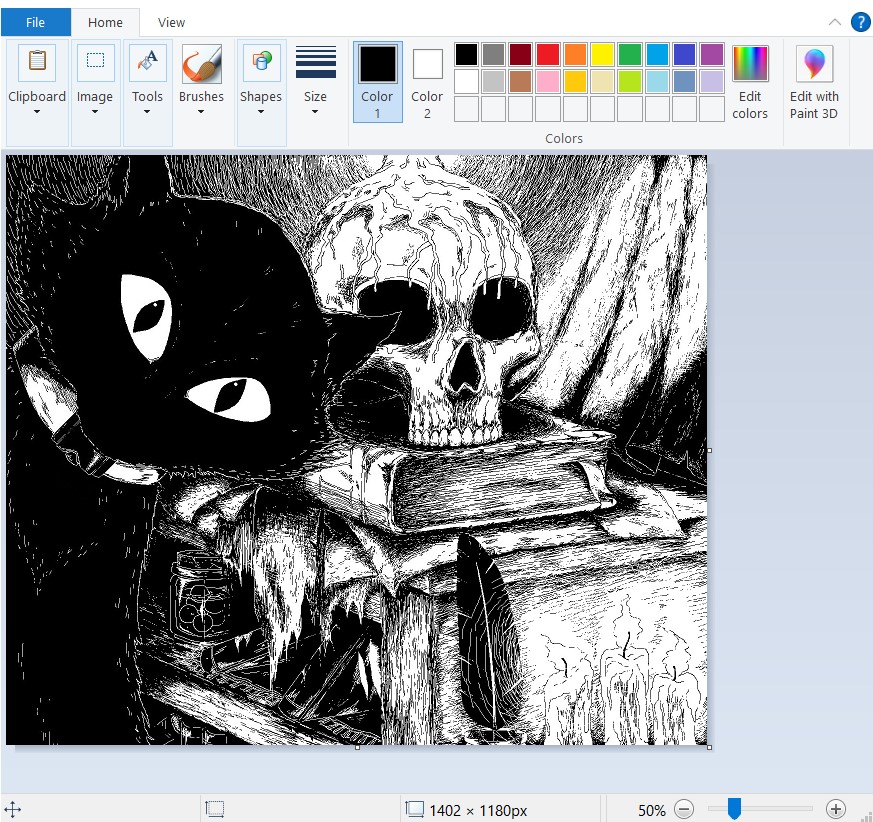 File
Home
View
?
Clipboard
Image
Tools
Brushes
Shapes
Size
Color
1
Color
2
Edit
colors
Edit with
Paint 3D
Colors
1402 × 1180px
50%